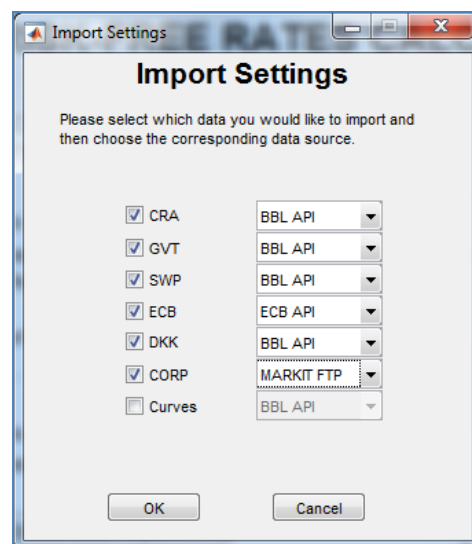 Import Settings
Import Settings
Please select which data you would like to import and
then choose the corresponding data source.
CRA BBL API
GVT BBL API
SWP BBL API
ECB ECB API
DKK BBL API
CORP MARKIT FTP
Curves BBL API
OK Cancel